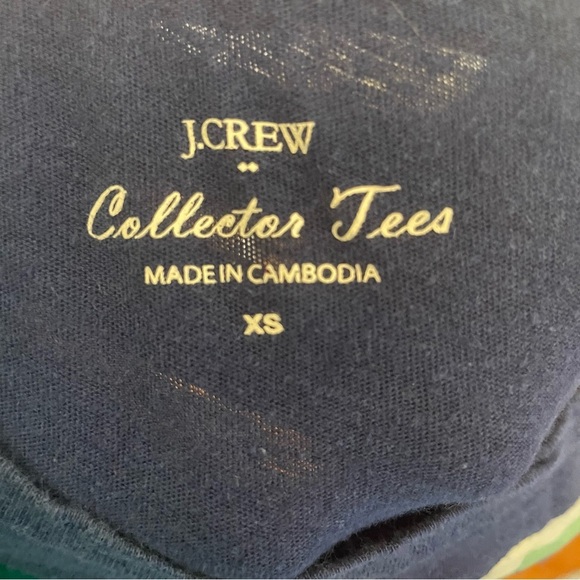 J.CREW
Collector Tees
MADE IN CAMBODIA
XS